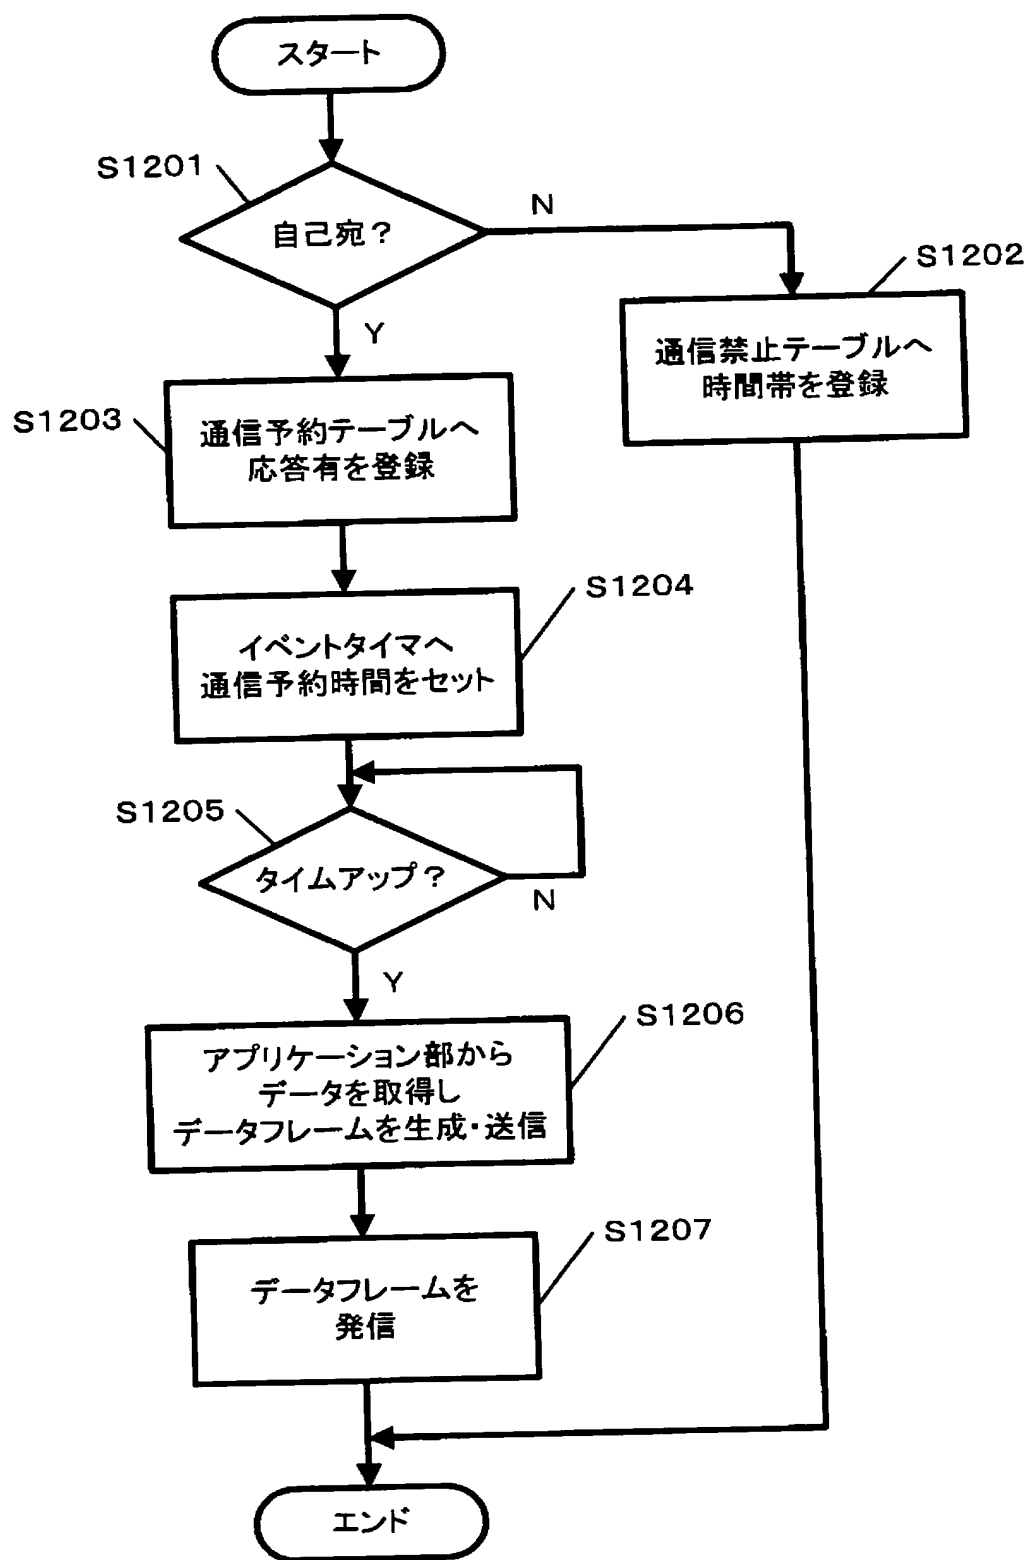 スタート
S1201
自己宛?
N
S1202
通信禁止テーブルへ
時間帯を登録
Y
S1203
通信予約テーブルへ
応答有を登録
S1204
イベントタイマへ
通信予約時間をセット
S1205
タイムアップ?
N
Y
S1206
アプリケーション部から
データを取得し
データフレームを生成・送信
S1207
データフレームを
発信
エンド